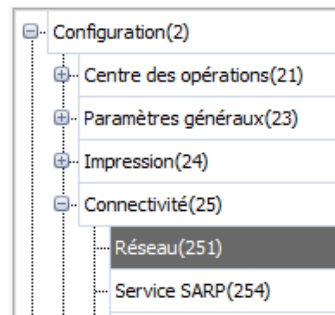 Configuration(2)
Centre des opérations(21)
Paramètres généraux(23)
Impression(24)
Connectivité(25)
Réseau(251)
Service SARP(254)